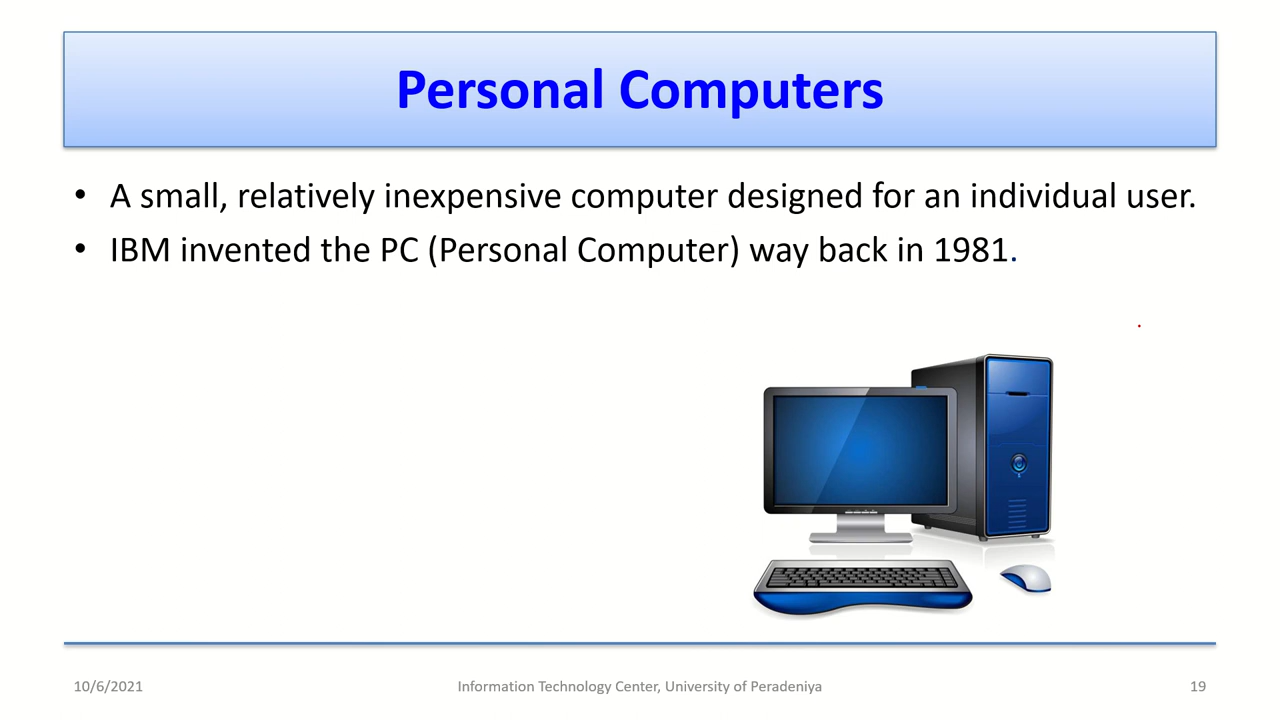 Personal Computers
• A small, relatively inexpensive computer designed for an individual user.
• IBM invented the PC (Personal Computer) way back in 1981.
10/6/2021
Information Technology Center, University of Peradeniya
19